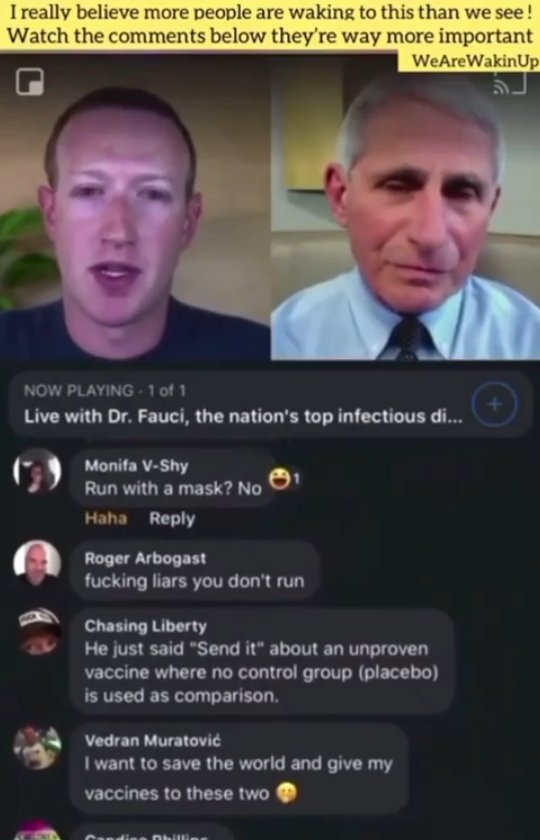 I really believe more people are waking to this than we see !
Watch the comments below they're way more important
WeAreWakinUp
NOW PLAYING · 1 of 1
Live with Dr. Fauci, the nation's top infectious di...
Monifa V-Shy
Run with a mask? No
1
Haha Reply
Roger Arbogast
fucking liars you don't run
Chasing Liberty
He just said "Send it" about an unproven
vaccine where no control group (placebo)
is used as comparison.
Vedran Muratović
I want to save the world and give my
vaccines to these two